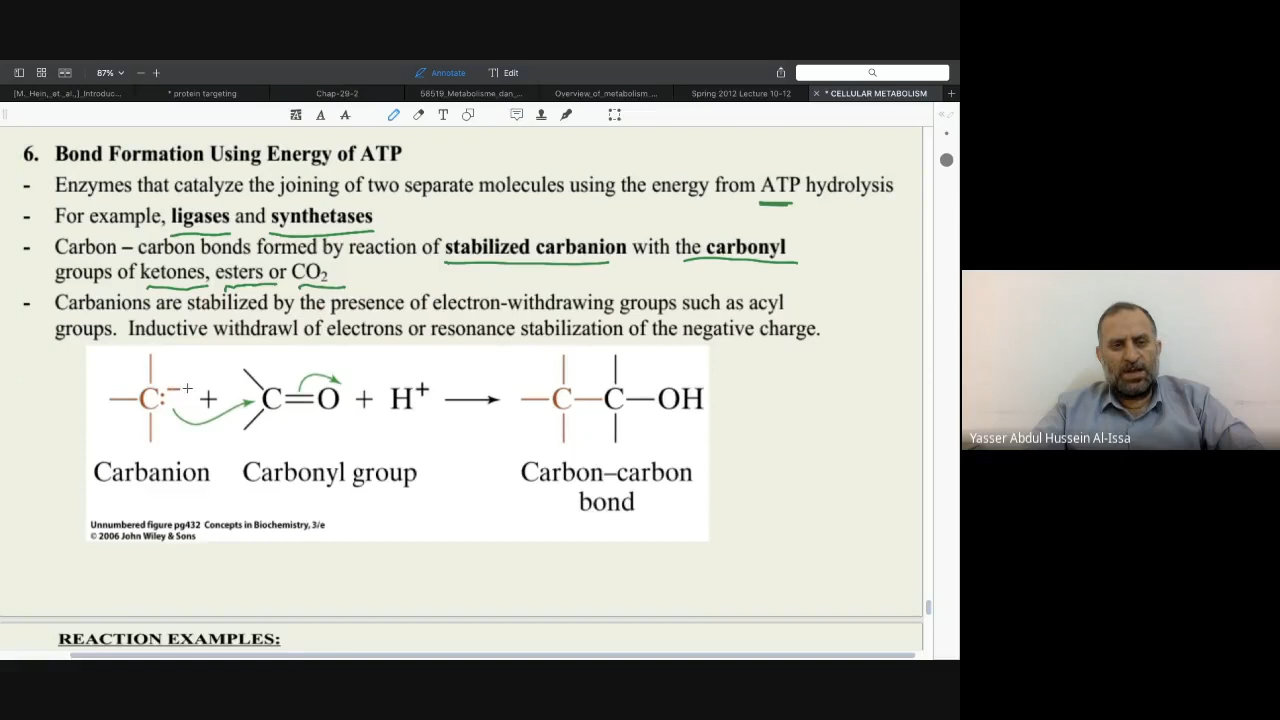 87%
Annotate
Edit
[M._Hein,_et._al.,]_Introduc...
* protein targeting
Chap-29-2
58519_Metabolisme_dan_...
Overview_of_metabolism_...
Spring 2012 Lecture 10-12
* CELLULAR METABOLISM
6. Bond Formation Using Energy of ATP
- Enzymes that catalyze the joining of two separate molecules using the energy from ATP hydrolysis
- For example, ligases and synthetases
- Carbon – carbon bonds formed by reaction of stabilized carbanion with the carbonyl
groups of ketones, esters or CO₂
- Carbanions are stabilized by the presence of electron-withdrawing groups such as acyl
groups. Inductive withdrawl of electrons or resonance stabilization of the negative charge.
—C:⁻ + C=O + H⁺ ⟶ —C—C—OH
Carbanion Carbonyl group Carbon–carbon
bond
Unnumbered figure pg432 Concepts in Biochemistry, 3/e
© 2006 John Wiley & Sons
REACTION EXAMPLES:
Yasser Abdul Hussein Al-Issa